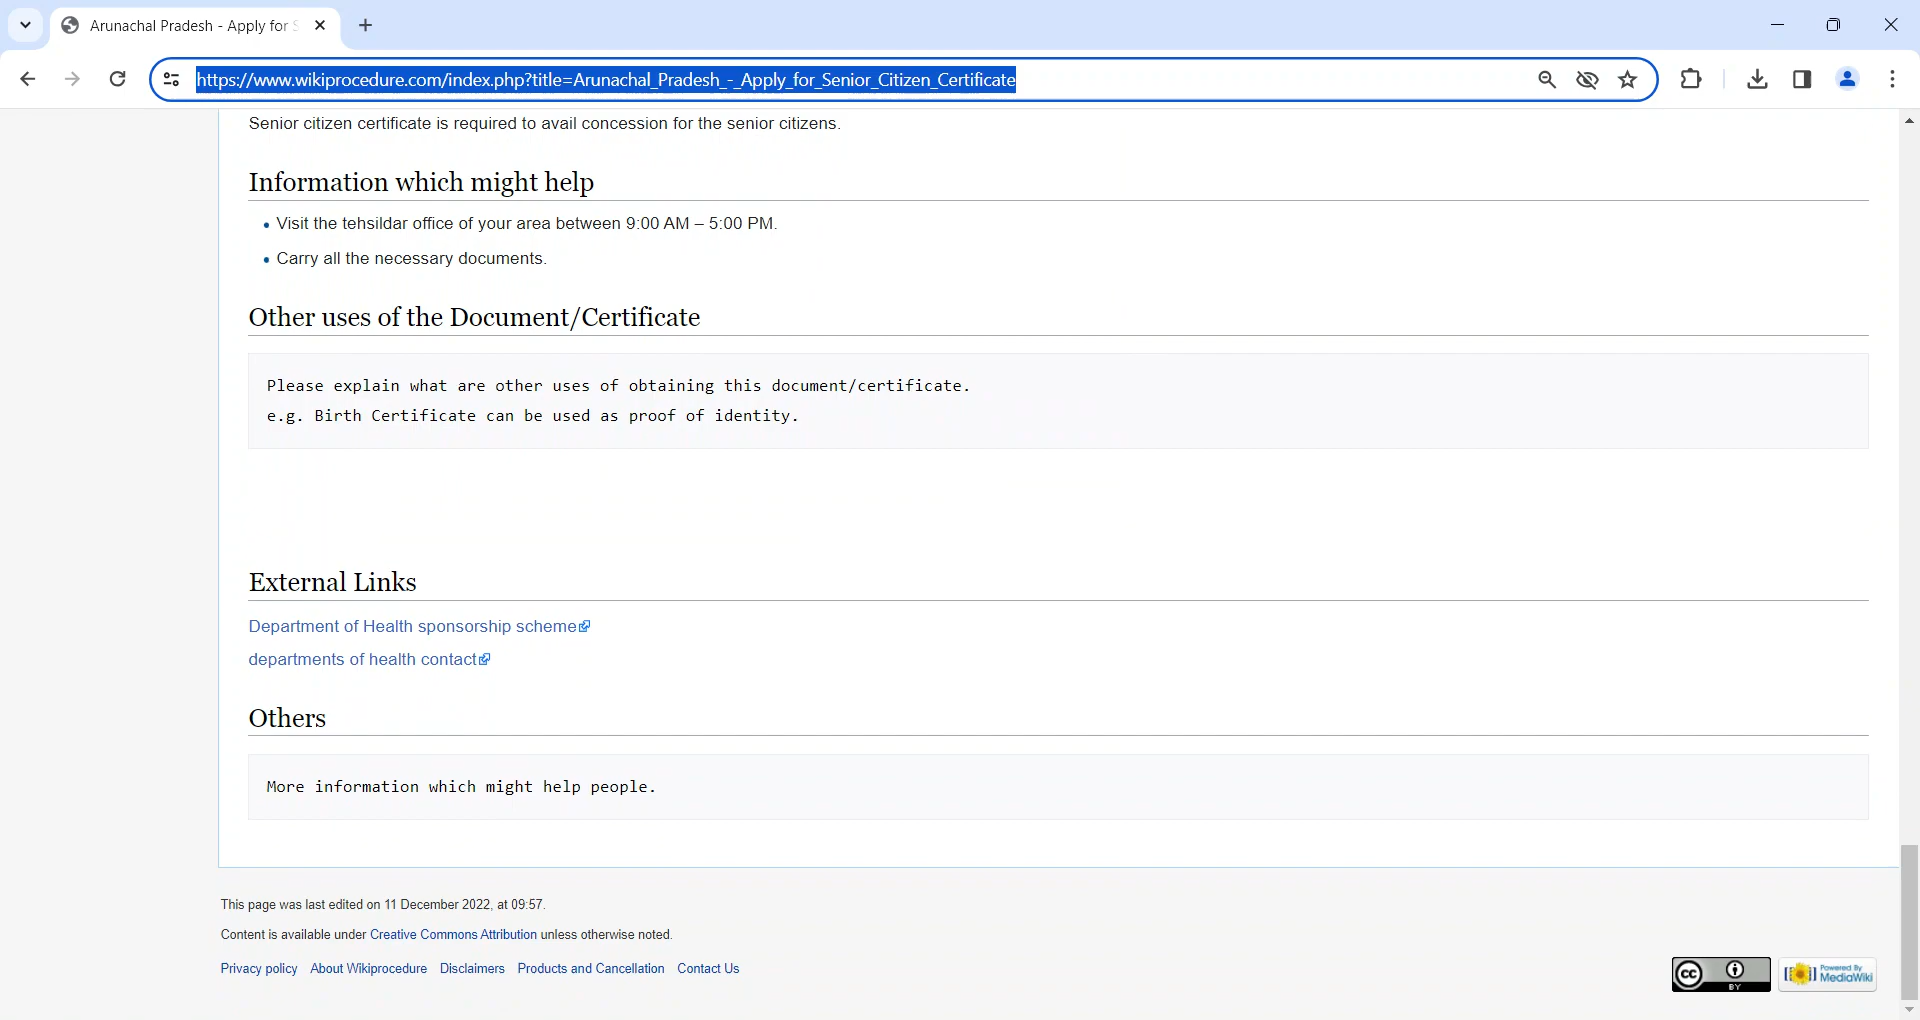 Arunachal Pradesh - Apply for S
https://www.wikiprocedure.com/index.php?title=Arunachal_Pradesh_-_Apply_for_Senior_Citizen_Certificate
Senior citizen certificate is required to avail concession for the senior citizens.
Information which might help
• Visit the tehsildar office of your area between 9:00 AM – 5:00 PM.
• Carry all the necessary documents.
Other uses of the Document/Certificate
Please explain what are other uses of obtaining this document/certificate.
e.g. Birth Certificate can be used as proof of identity.
External Links
Department of Health sponsorship scheme
departments of health contact
Others
More information which might help people.
This page was last edited on 11 December 2022, at 09:57.
Content is available under Creative Commons Attribution unless otherwise noted.
Privacy policy About Wikiprocedure Disclaimers Products and Cancellation Contact Us
cc BY
Powered By MediaWiki